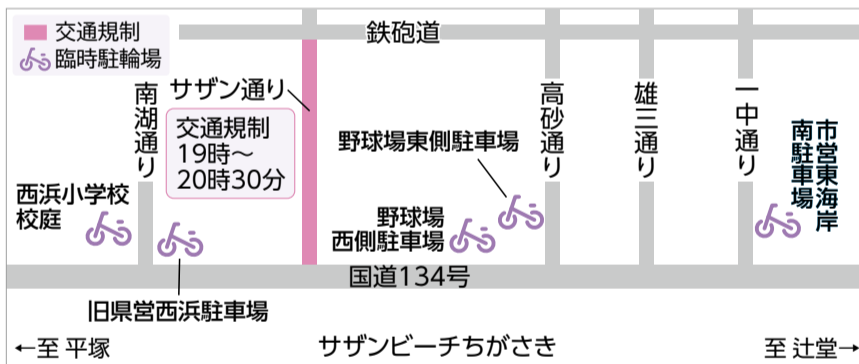 交通規制
臨時駐輪場
鉄砲道
サザン通り
南湖通り
交通規制
19時〜
20時30分
高砂通り
雄三通り
一中通り
市営東海岸
南駐車場
野球場東側駐車場
西浜小学校
校庭
野球場
西側駐車場
国道134号
旧県営西浜駐車場
←至 平塚
サザンビーチちがさき
至 辻堂→